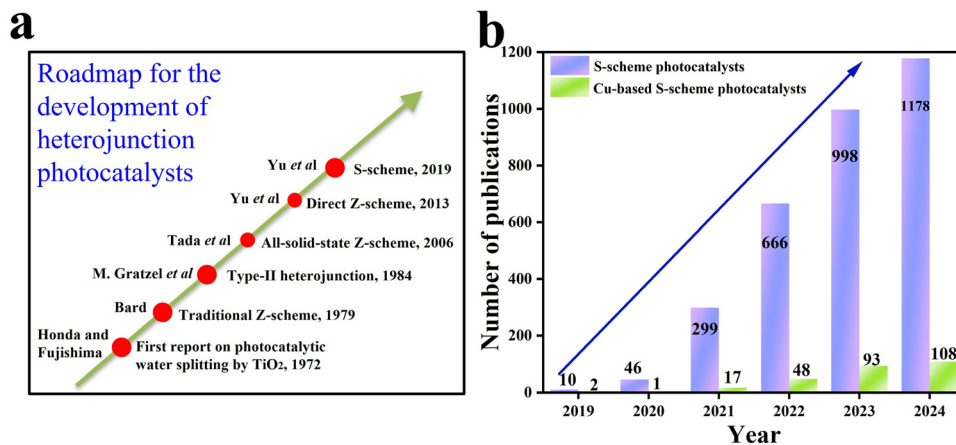 a
Roadmap for the
development of
heterojunction
photocatalysts
Yu et al
S-scheme, 2019
Yu et al
Direct Z-scheme, 2013
Tada et al
All-solid-state Z-scheme, 2006
M. Gratzel et al
Type-II heterojunction, 1984
Bard
Traditional Z-scheme, 1979
Honda and
Fujishima
First report on photocatalytic
water splitting by TiO₂, 1972
b
Number of publications
1200
1000
800
600
400
200
0
S-scheme photocatalysts
Cu-based S-scheme photocatalysts
10
2
46
1
299
17
666
48
998
93
1178
108
2019
2020
2021
2022
2023
2024
Year